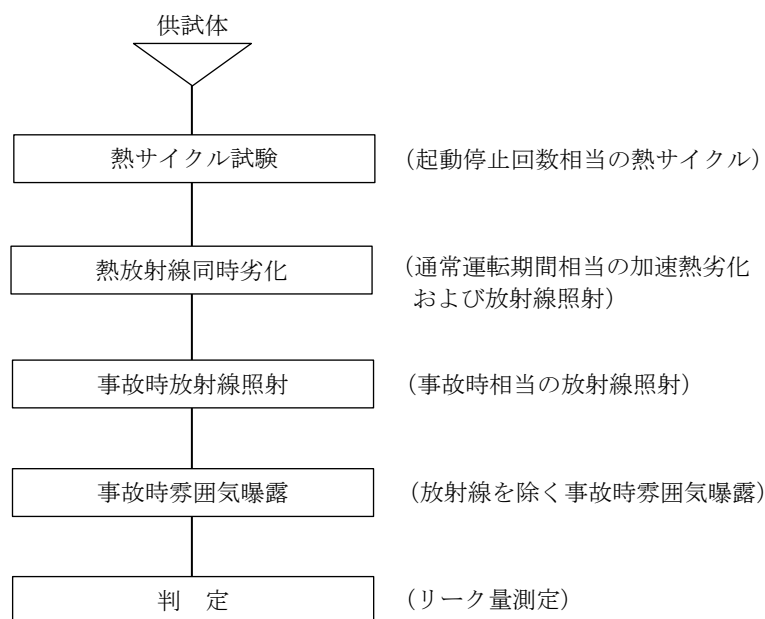 供試体
熱サイクル試験
(起動停止回数相当の熱サイクル)
熱放射線同時劣化
(通常運転期間相当の加速熱劣化
および放射線照射)
事故時放射線照射
(事故時相当の放射線照射)
事故時雰囲気曝露
(放射線を除く事故時雰囲気曝露)
判　定
(リーク量測定)